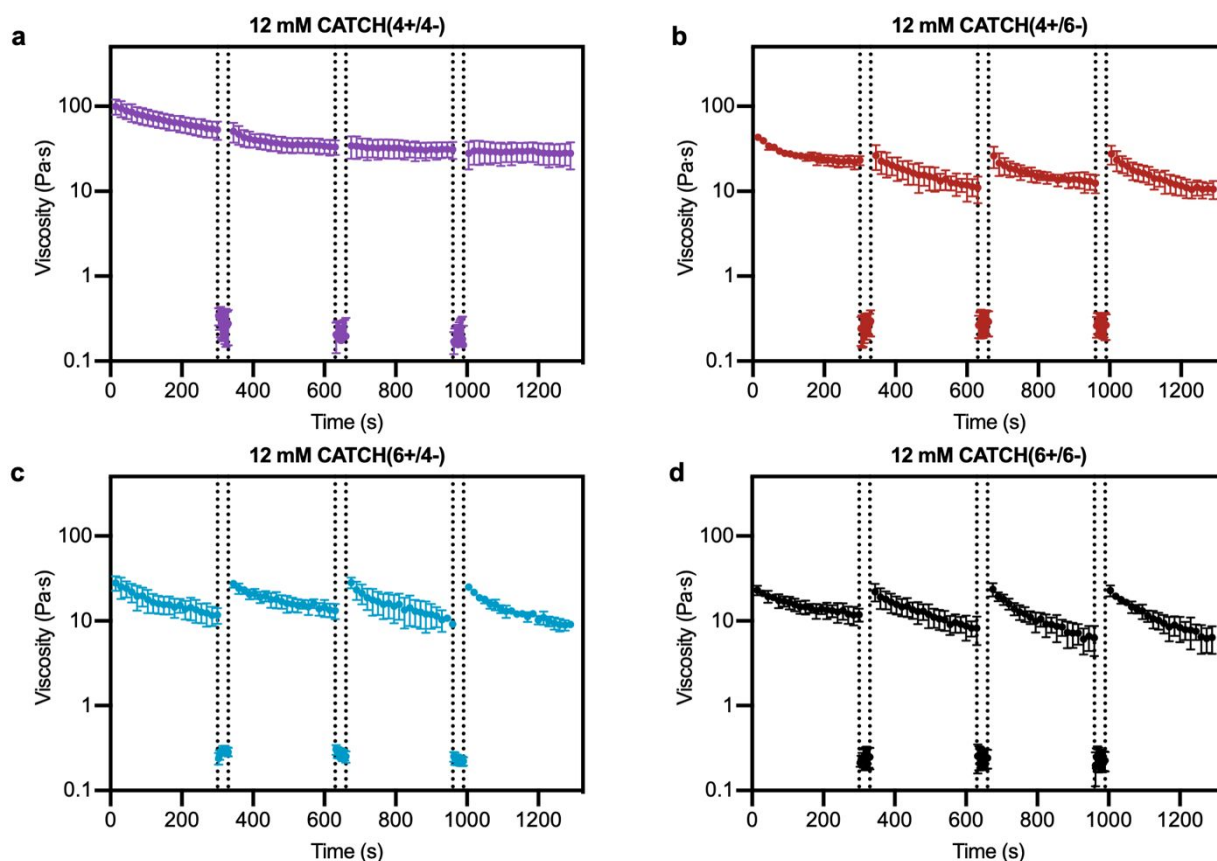 a
12 mM CATCH(4+/4-)
Viscosity (Pa·s)
100
10
1
0.1
0 200 400 600 800 1000 1200
Time (s)
b
12 mM CATCH(4+/6-)
Viscosity (Pa·s)
100
10
1
0.1
0 200 400 600 800 1000 1200
Time (s)
c
12 mM CATCH(6+/4-)
Viscosity (Pa·s)
100
10
1
0.1
0 200 400 600 800 1000 1200
Time (s)
d
12 mM CATCH(6+/6-)
Viscosity (Pa·s)
100
10
1
0.1
0 200 400 600 800 1000 1200
Time (s)